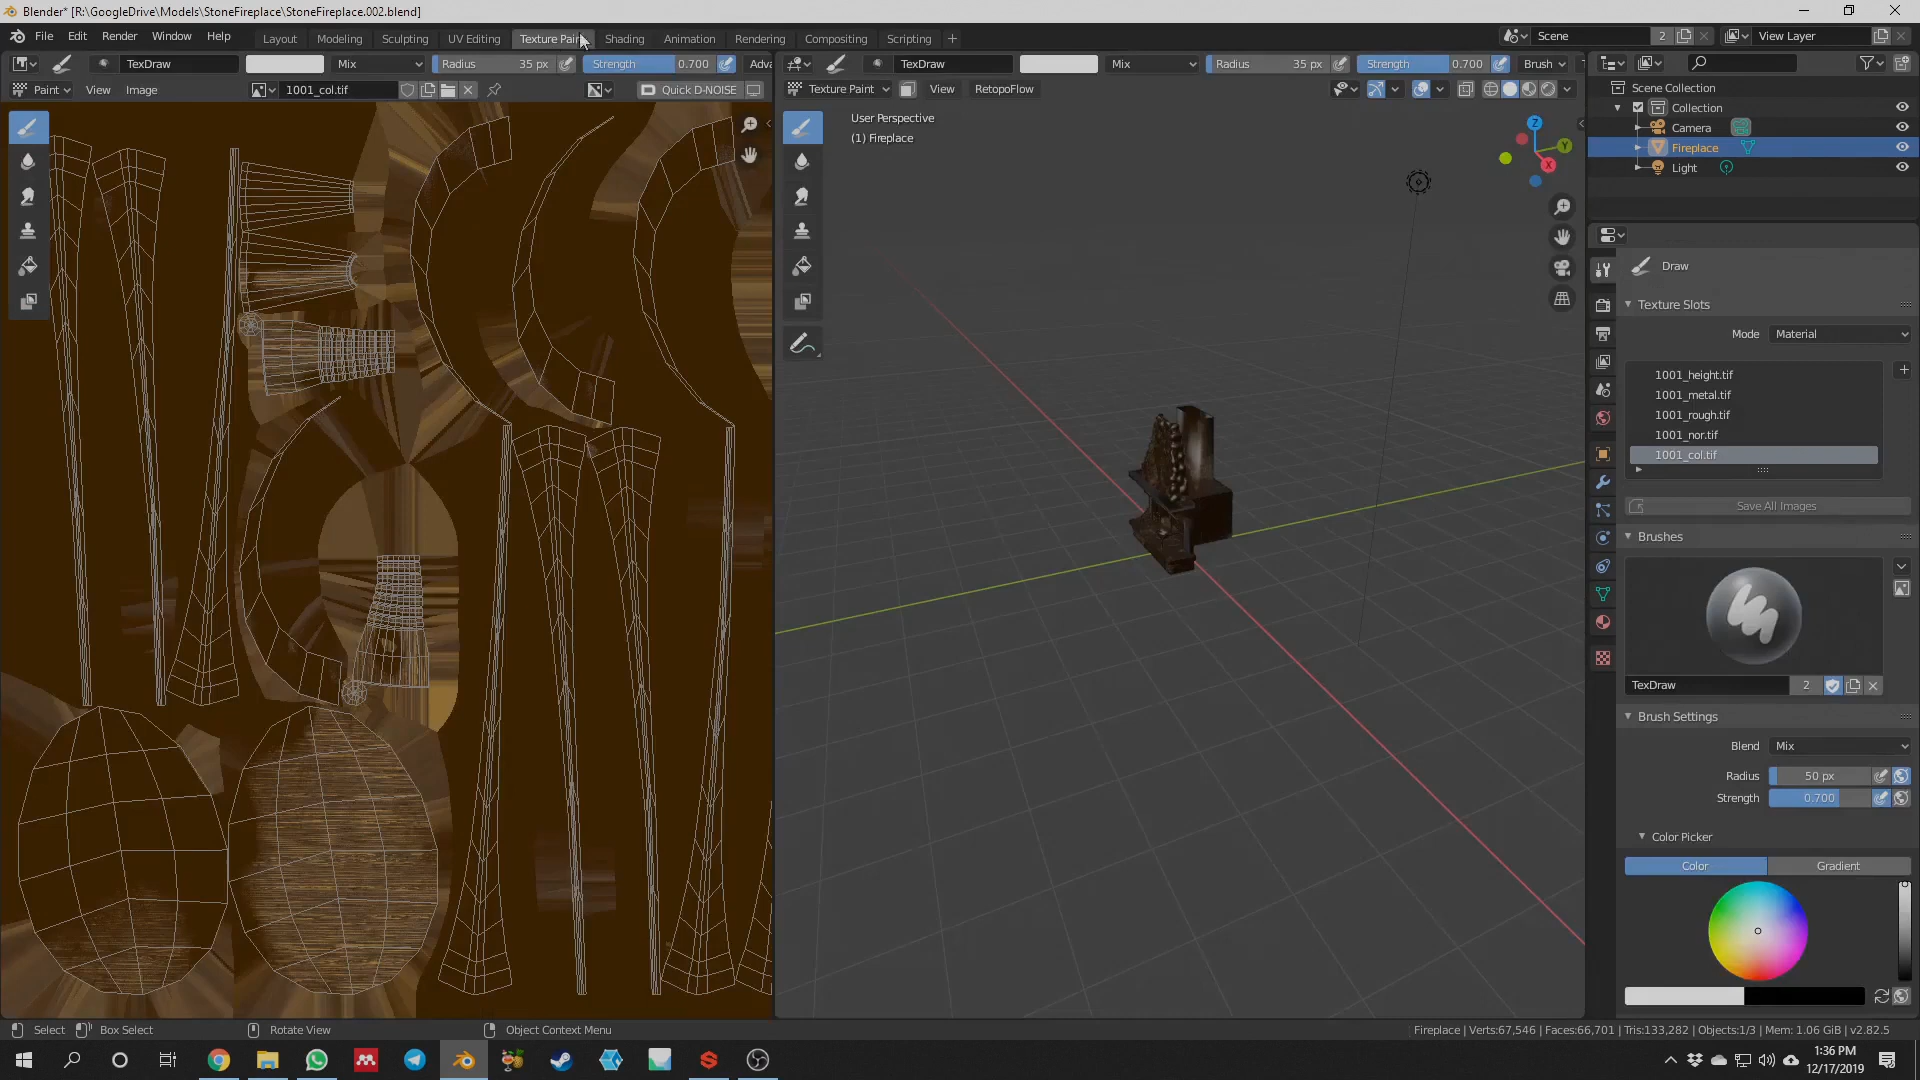 Blender* [R:\GoogleDrive\Models\StoneFireplace\StoneFireplace.002.blend]
File Edit Render Window Help Layout Modeling Sculpting UV Editing Texture Pain Shading Animation Rendering Compositing Scripting Scene 2 View Layer
TexDraw Mix Radius 35 px Strength 0.700 Adva TexDraw Mix Radius 35 px Strength 0.700 Brush
Paint View Image 1001_col.tif Quick D-NOISE Texture Paint View RetopoFlow
User Perspective
(1) Fireplace
Z
Y
X
Scene Collection
Collection
Camera
Fireplace
Light
Draw
Texture Slots
Mode Material
1001_height.tif
1001_metal.tif
1001_rough.tif
1001_nor.tif
1001_col.tif
Save All Images
Brushes
TexDraw 2
Brush Settings
Blend Mix
Radius 50 px
Strength 0.700
Color Picker
Color Gradient
Select Box Select Rotate View Object Context Menu Fireplace | Verts:67,546 | Faces:66,701 | Tris:133,282 | Objects:1/3 | Mem: 1.06 GiB | v2.82.5
1:36 PM
12/17/2019